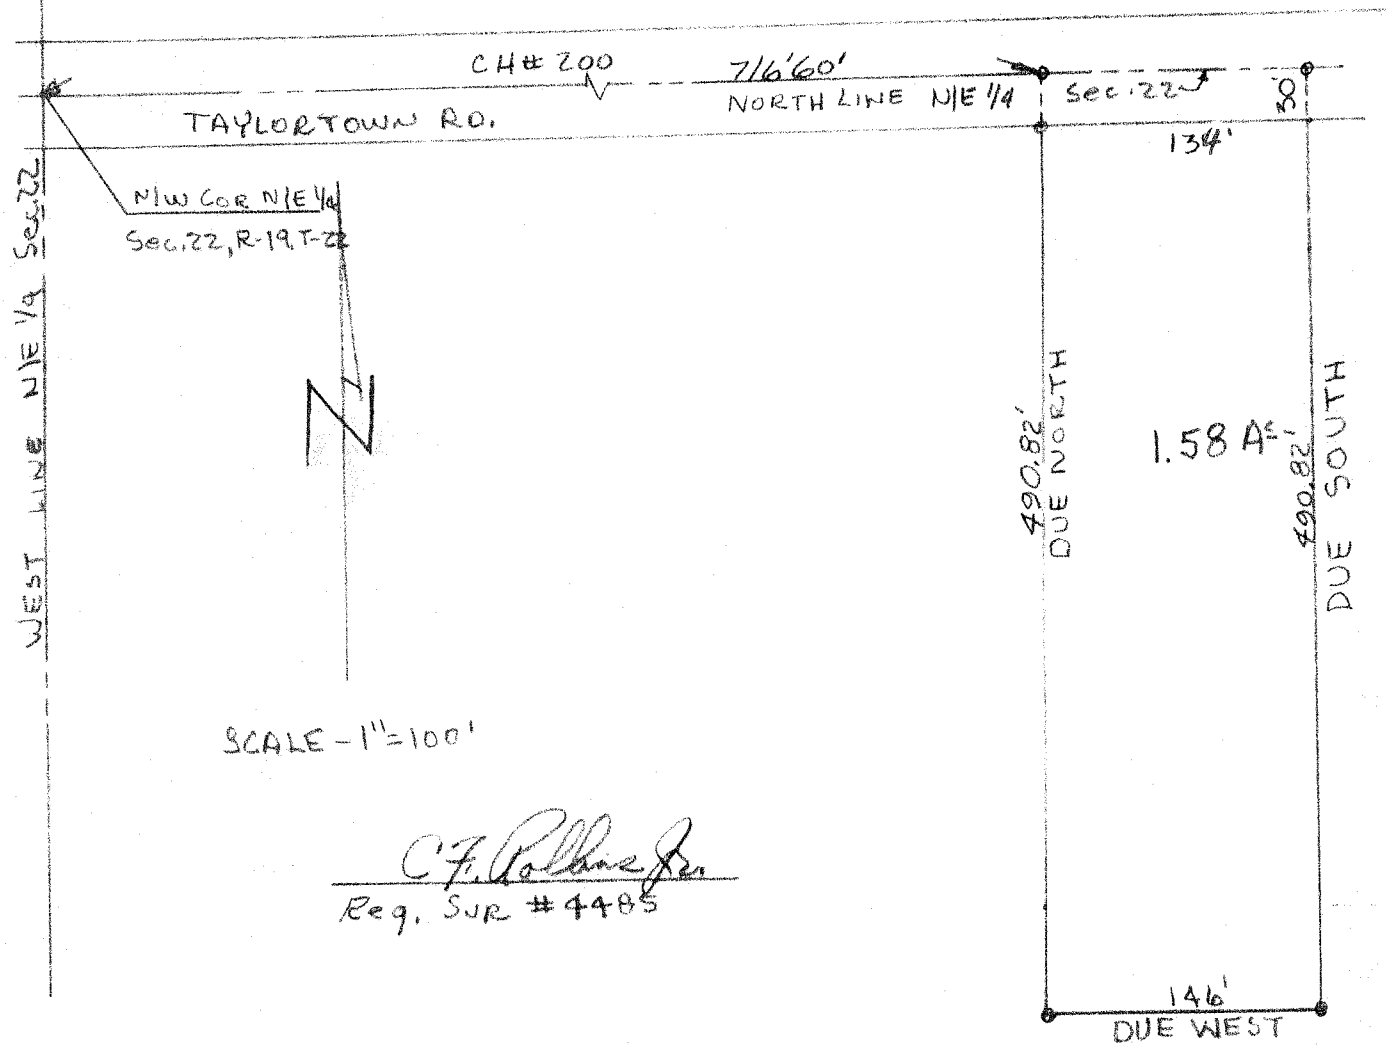 CH# 200
716'60'
NORTH LINE N/E 1/4 Sec. 22
30'
TAYLORTOWN RD.
134'
N/W COR N/E 1/4
Sec. 22, R-19, T-22
WEST LINE N/E 1/4 Sec. 22
N
490.82'
DUE NORTH
1.58 Ac-
490.82'
DUE SOUTH
SCALE - 1"=100'
C F. Rollins Jr.
Reg. SUR #4485
146'
DUE WEST